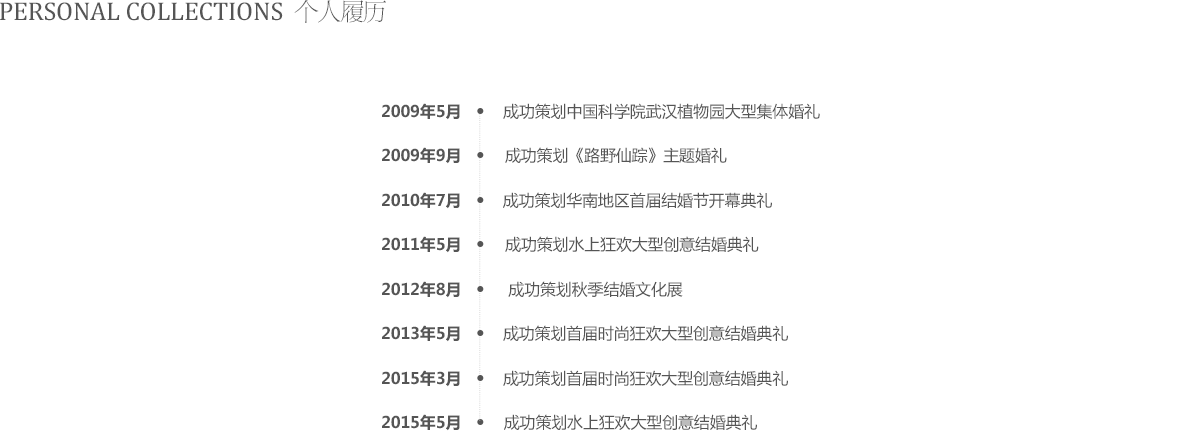 PERSONAL COLLECTIONS 个人履历
2009年5月 • 成功策划中国科学院武汉植物园大型集体婚礼
2009年9月 • 成功策划《路野仙踪》主题婚礼
2010年7月 • 成功策划华南地区首届结婚节开幕典礼
2011年5月 • 成功策划水上狂欢大型创意结婚典礼
2012年8月 • 成功策划秋季结婚文化展
2013年5月 • 成功策划首届时尚狂欢大型创意结婚典礼
2015年3月 • 成功策划首届时尚狂欢大型创意结婚典礼
2015年5月 • 成功策划水上狂欢大型创意结婚典礼